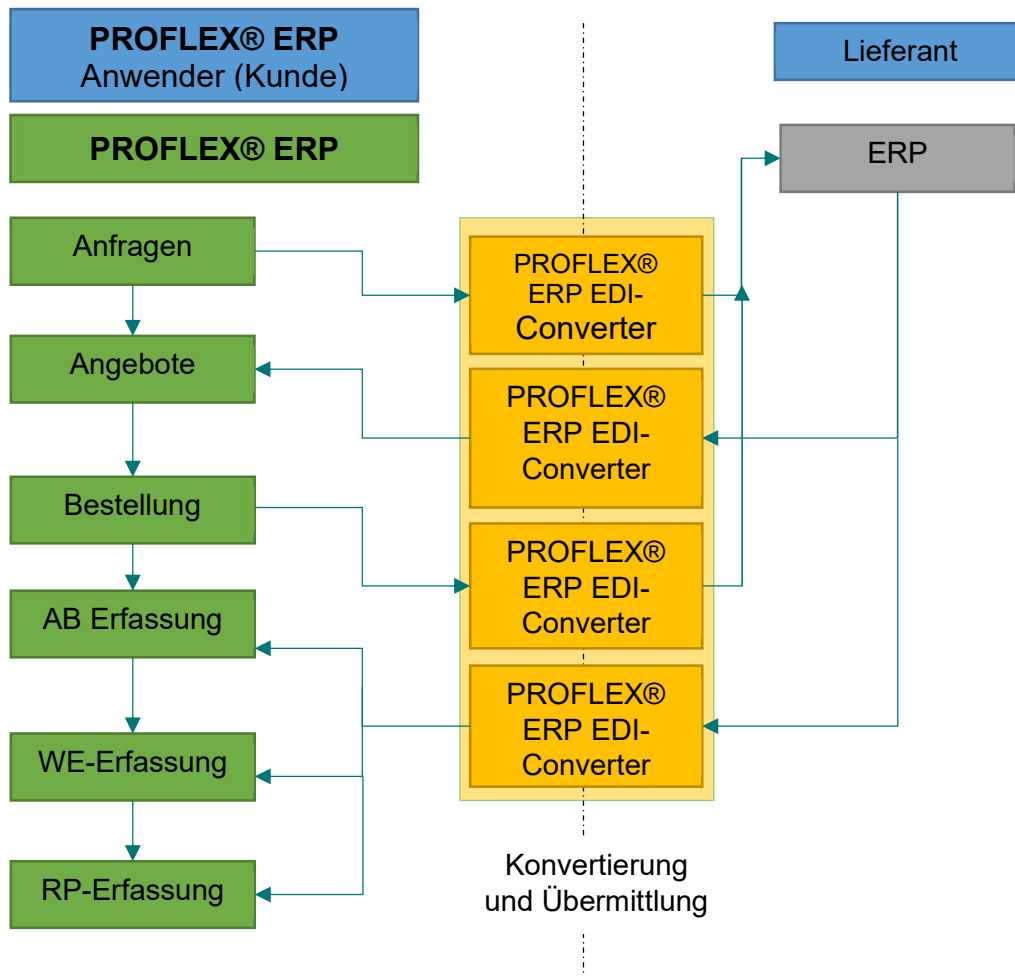 PROFLEX® ERP
Anwender (Kunde)
Lieferant
PROFLEX® ERP
ERP
Anfragen
PROFLEX®
ERP EDI-
Converter
Angebote
PROFLEX®
ERP EDI-
Converter
Bestellung
PROFLEX®
ERP EDI-
Converter
AB Erfassung
PROFLEX®
ERP EDI-
Converter
WE-Erfassung
RP-Erfassung
Konvertierung
und Übermittlung